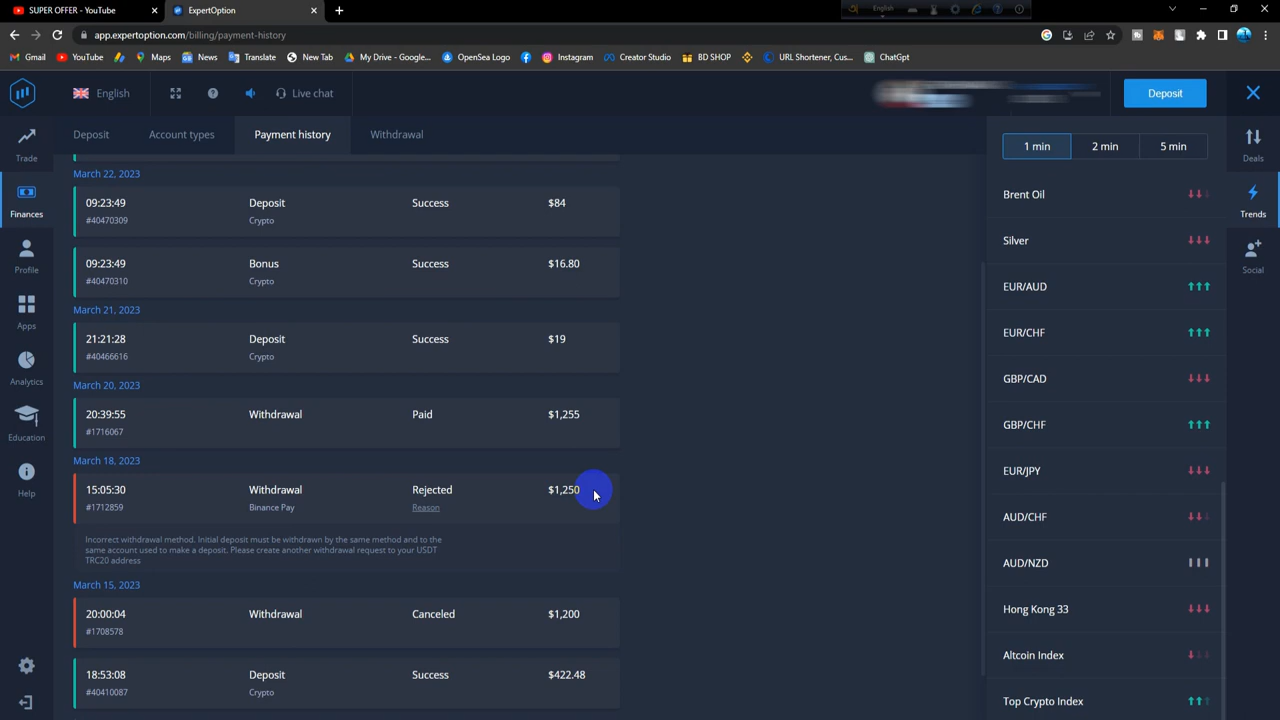 SUPER OFFER - YouTube
ExpertOption
English
app.expertoption.com/billing/payment-history
Gmail
YouTube
Maps
News
Translate
New Tab
My Drive - Google...
OpenSea Logo
Instagram
Creator Studio
BD SHOP
URL Shortener, Cus...
ChatGpt
English
Live chat
Deposit
Deposit
Account types
Payment history
Withdrawal
Trade
Finances
Profile
Apps
Analytics
Education
Help
March 22, 2023
09:23:49 Deposit Success $84
#40470309 Crypto
09:23:49 Bonus Success $16.80
#40470310 Crypto
March 21, 2023
21:21:28 Deposit Success $19
#40466616 Crypto
March 20, 2023
20:39:55 Withdrawal Paid $1,255
#1716067
March 18, 2023
15:05:30 Withdrawal Rejected $1,250
#1712859 Binance Pay Reason
Incorrect withdrawal method. Initial deposit must be withdrawn by the same method and to the
same account used to make a deposit. Please create another withdrawal request to your USDT
TRC20 address
March 15, 2023
20:00:04 Withdrawal Canceled $1,200
#1708578
18:53:08 Deposit Success $422.48
#40410087 Crypto
1 min 2 min 5 min
Brent Oil
Silver
EUR/AUD
EUR/CHF
GBP/CAD
GBP/CHF
EUR/JPY
AUD/CHF
AUD/NZD
Hong Kong 33
Altcoin Index
Top Crypto Index
Deals
Trends
Social